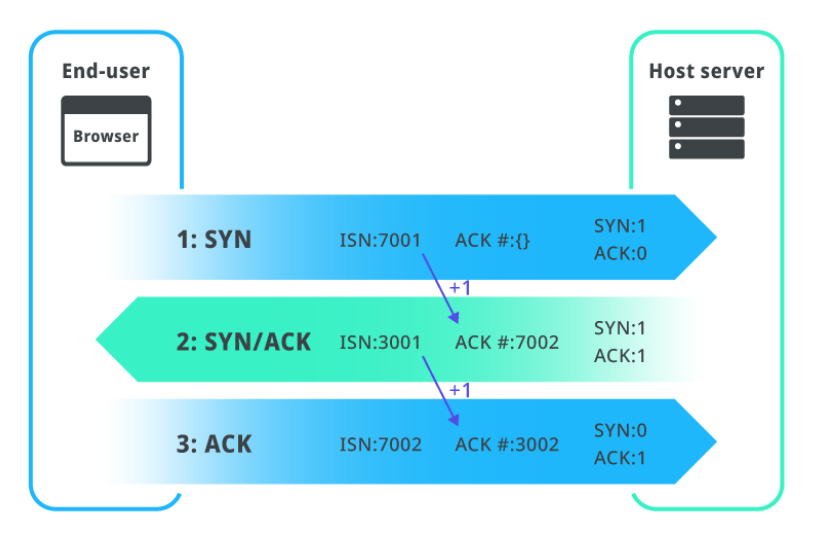 End-user
Host server
Browser
1: SYN
ISN:7001
ACK #:{}
SYN:1
ACK:0
+1
2: SYN/ACK
ISN:3001
ACK #:7002
SYN:1
ACK:1
+1
3: ACK
ISN:7002
ACK #:3002
SYN:0
ACK:1